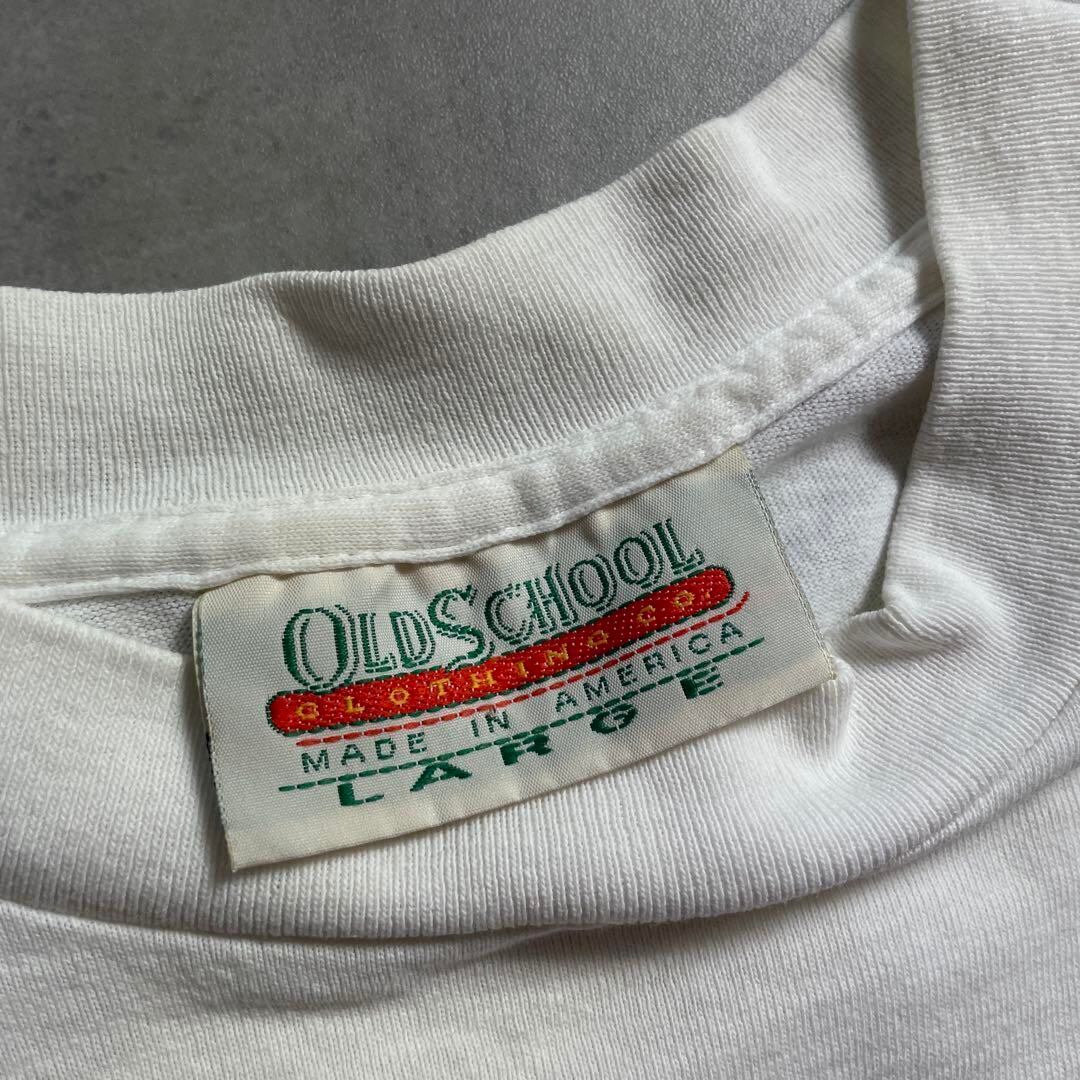 OLDSCHOOL
CLOTHING CO.
MADE IN AMERICA
LARGE